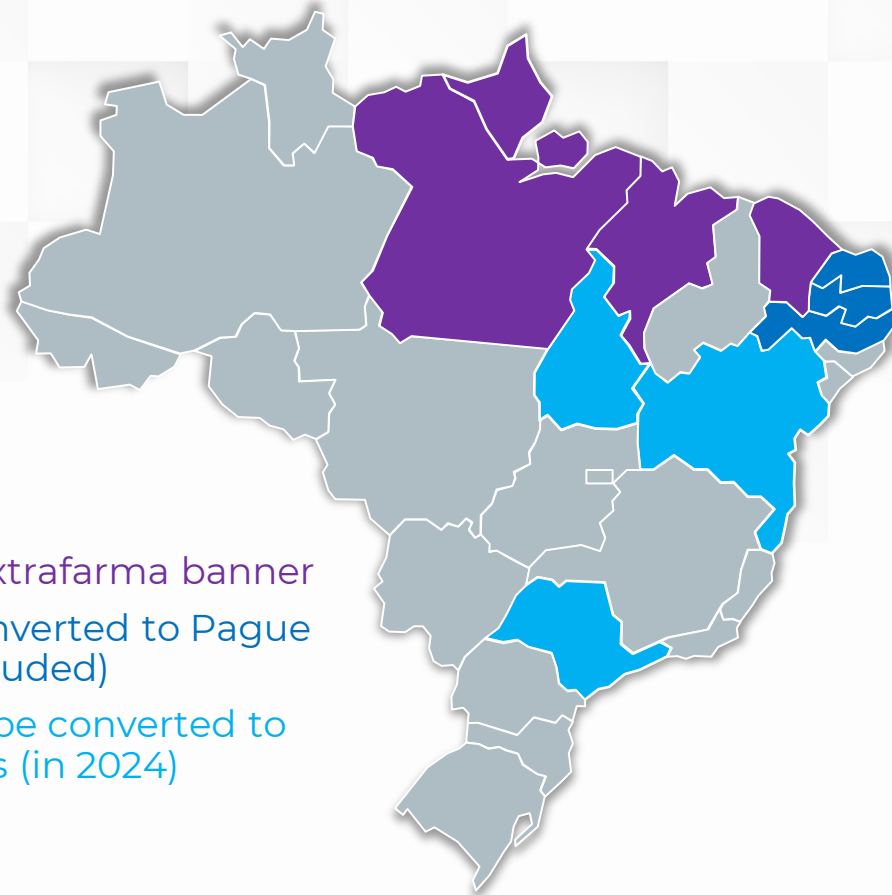 xtrafarma banner
nverted to Pague
uded)
be converted to
s (in 2024)